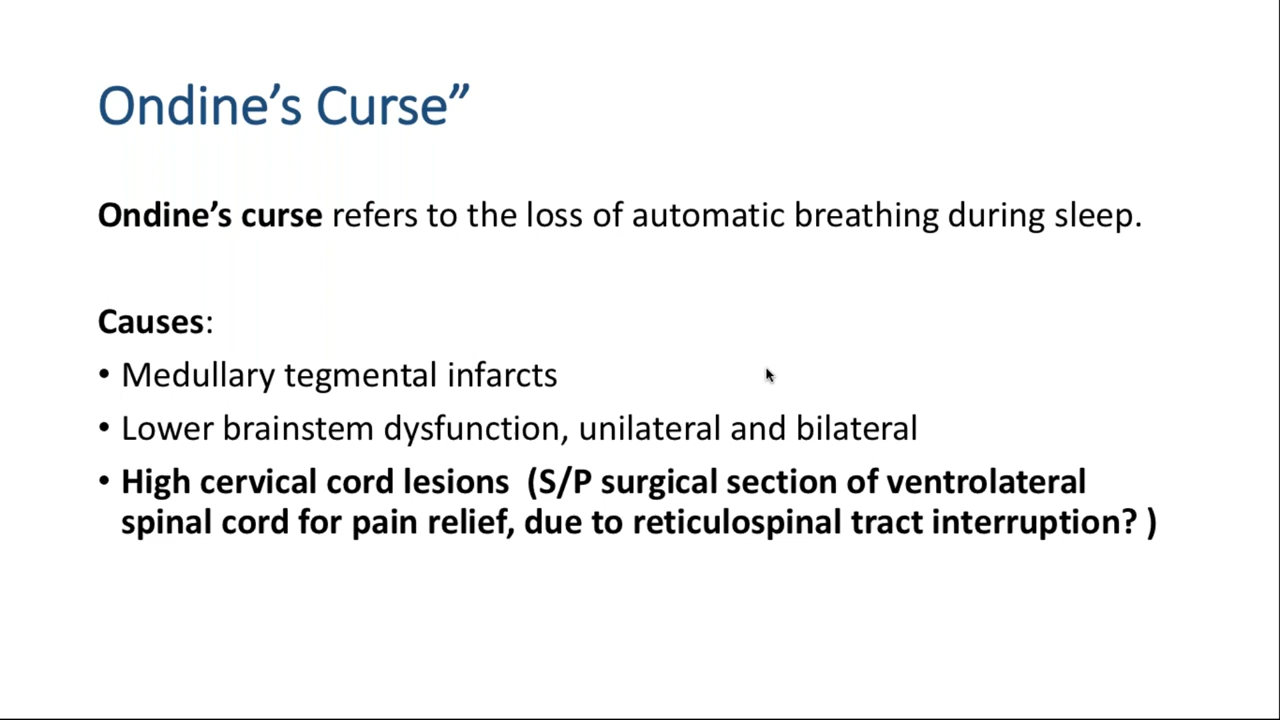 Ondine’s Curse”
Ondine’s curse refers to the loss of automatic breathing during sleep.
Causes:
• Medullary tegmental infarcts
• Lower brainstem dysfunction, unilateral and bilateral
• High cervical cord lesions  (S/P surgical section of ventrolateral
spinal cord for pain relief, due to reticulospinal tract interruption? )